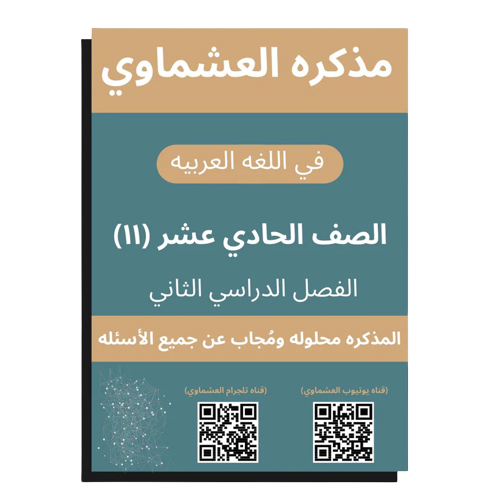 مذكره العشماوي
في اللغه العربيه
الصف الحادي عشر (١١)
الفصل الدراسي الثاني
المذكره محلوله ومُجاب عن جميع الأسئله
(قناه يوتيوب العشماوي)
(قناه تلجرام العشماوي)